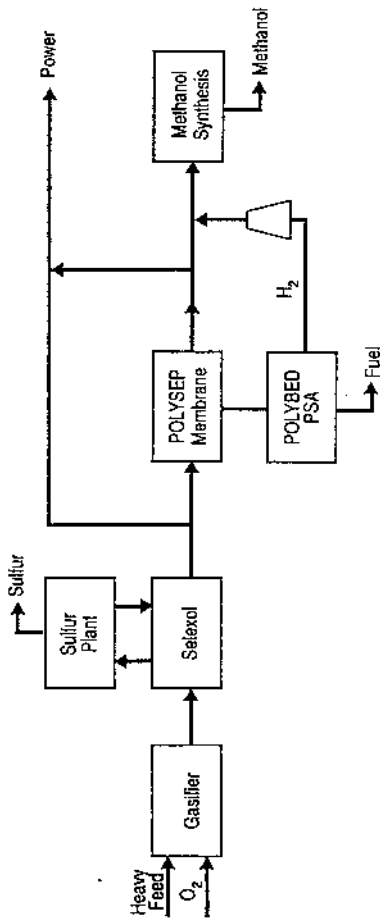 Heavy
Feed
O2
Gasifier
Sulfur
Plant
Sulfur
Selexol
POLYSEP
Membrane
POLYBED
PSA
Fuel
H2
Methanol
Synthesis
Methanol
Power